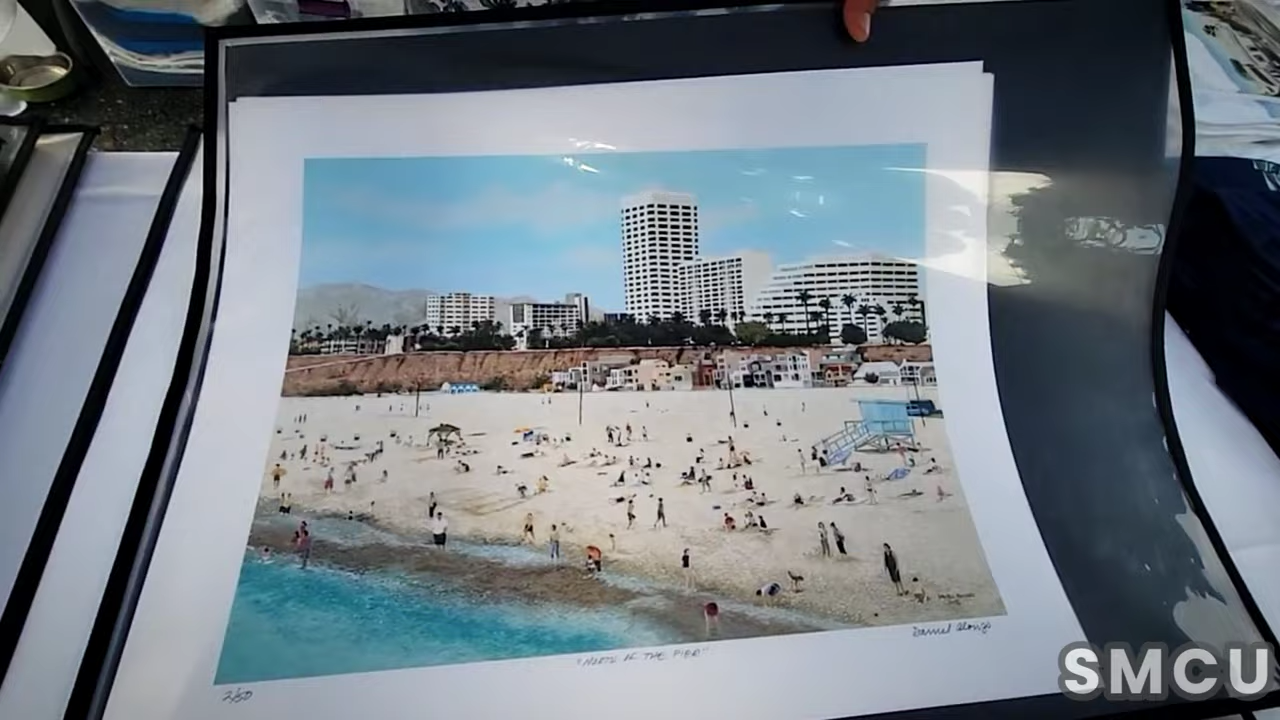 Daniel Alonzo
"NORTH OF THE PIER"
2/50
SMCU